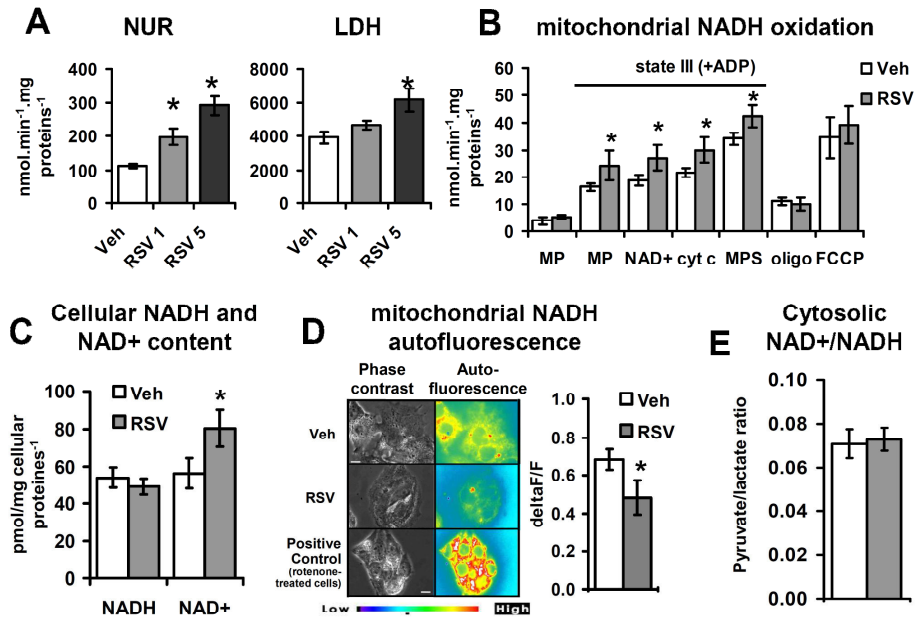 A
NUR
LDH
nmol.min-1.mg
proteins-1
400
300
200
100
0
*
*
Veh
RSV 1
RSV 5
8000
6000
4000
2000
0
*
Veh
RSV 1
RSV 5
B
mitochondrial NADH oxidation
state III (+ADP)
Veh
RSV
nmol.min-1.mg
proteins-1
60
50
40
30
20
10
0
*
*
*
*
MP
MP
NAD+
cyt c
MPS
oligo
FCCP
C
Cellular NADH and
NAD+ content
pmol/mg cellular
proteines-1
100
80
60
40
20
0
Veh
RSV
*
NADH
NAD+
D
mitochondrial NADH
autofluorescence
Phase
contrast
Auto-
fluorescence
Veh
RSV
Positive
Control
(rotenone-
treated cells)
Low
High
deltaF/F
1.0
0.8
0.6
0.4
0.2
0.0
Veh
RSV
*
E
Cytosolic
NAD+/NADH
Pyruvate/lactate ratio
0.10
0.08
0.06
0.04
0.02
0.00